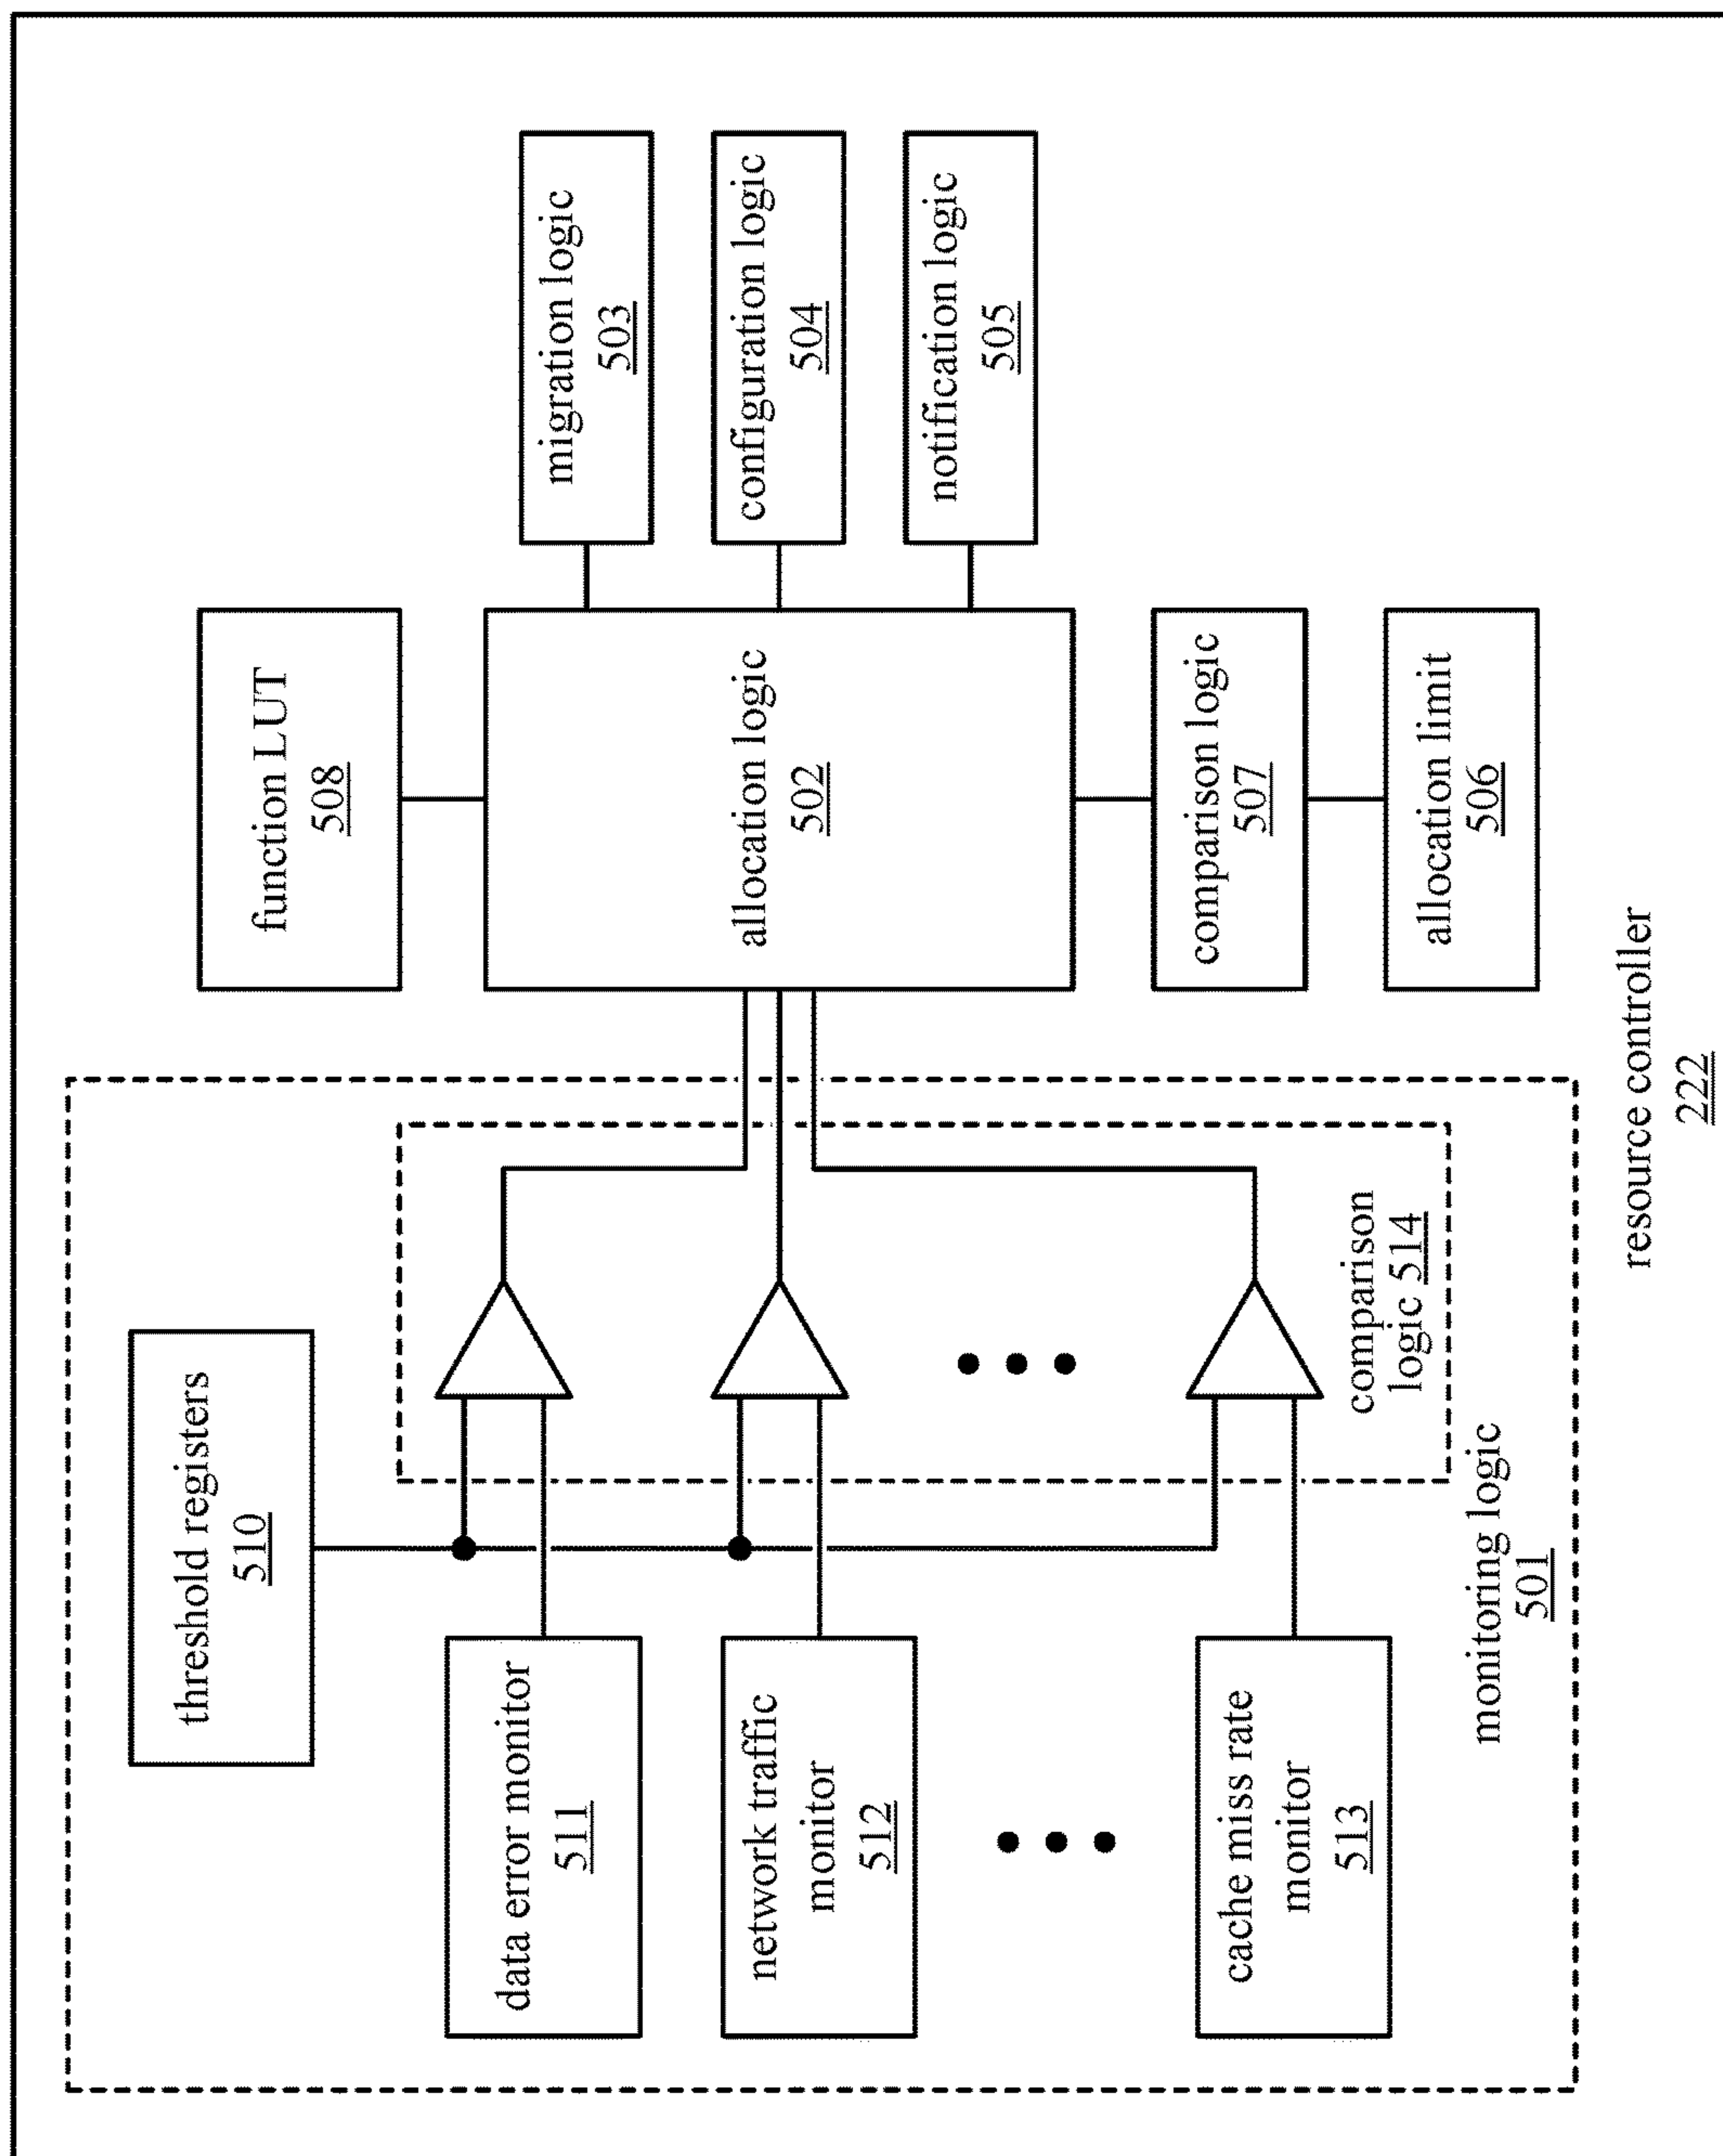 threshold registers
510
data error monitor
511
network traffic
monitor
512
cache miss rate
monitor
513
comparison
logic 514
monitoring logic
501
function LUT
508
allocation logic
502
comparison logic
507
allocation limit
506
migration logic
503
configuration logic
504
notification logic
505
resource controller
222